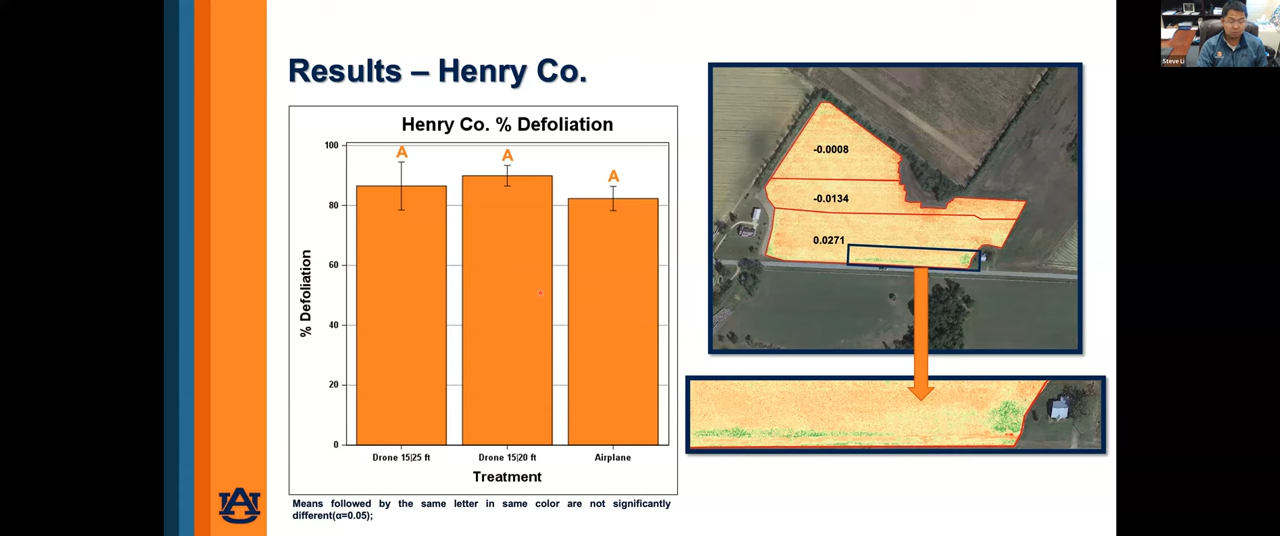 Results – Henry Co.
Henry Co. % Defoliation
100
80
60
40
20
0
% Defoliation
A
A
A
Drone 15|25 ft
Drone 15|20 ft
Airplane
Treatment
Means followed by the same letter in same color are not significantly
different(α=0.05);
-0.0008
-0.0134
0.0271
Steve Li
AU